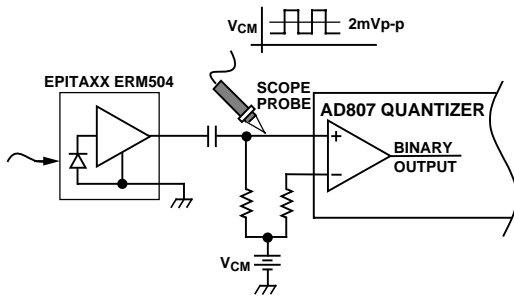 VCM
2mVp-p
EPITAXX ERM504
SCOPE
PROBE
AD807 QUANTIZER
+
BINARY
OUTPUT
−
VCM